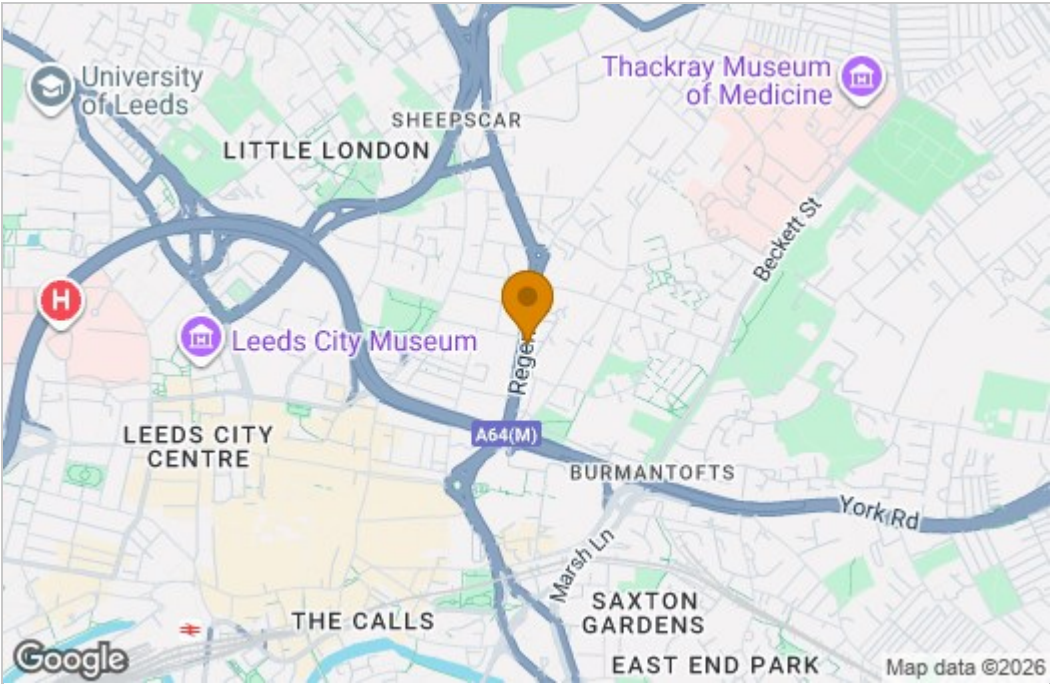 University
of Leeds
Thackray Museum
of Medicine
SHEEPSCAR
LITTLE LONDON
Beckett St
H
Leeds City Museum
A64(M)
LEEDS CITY
CENTRE
BURMANTOFTS
York Rd
Marsh Ln
SAXTON
GARDENS
THE CALLS
EAST END PARK
Google
Map data ©2026